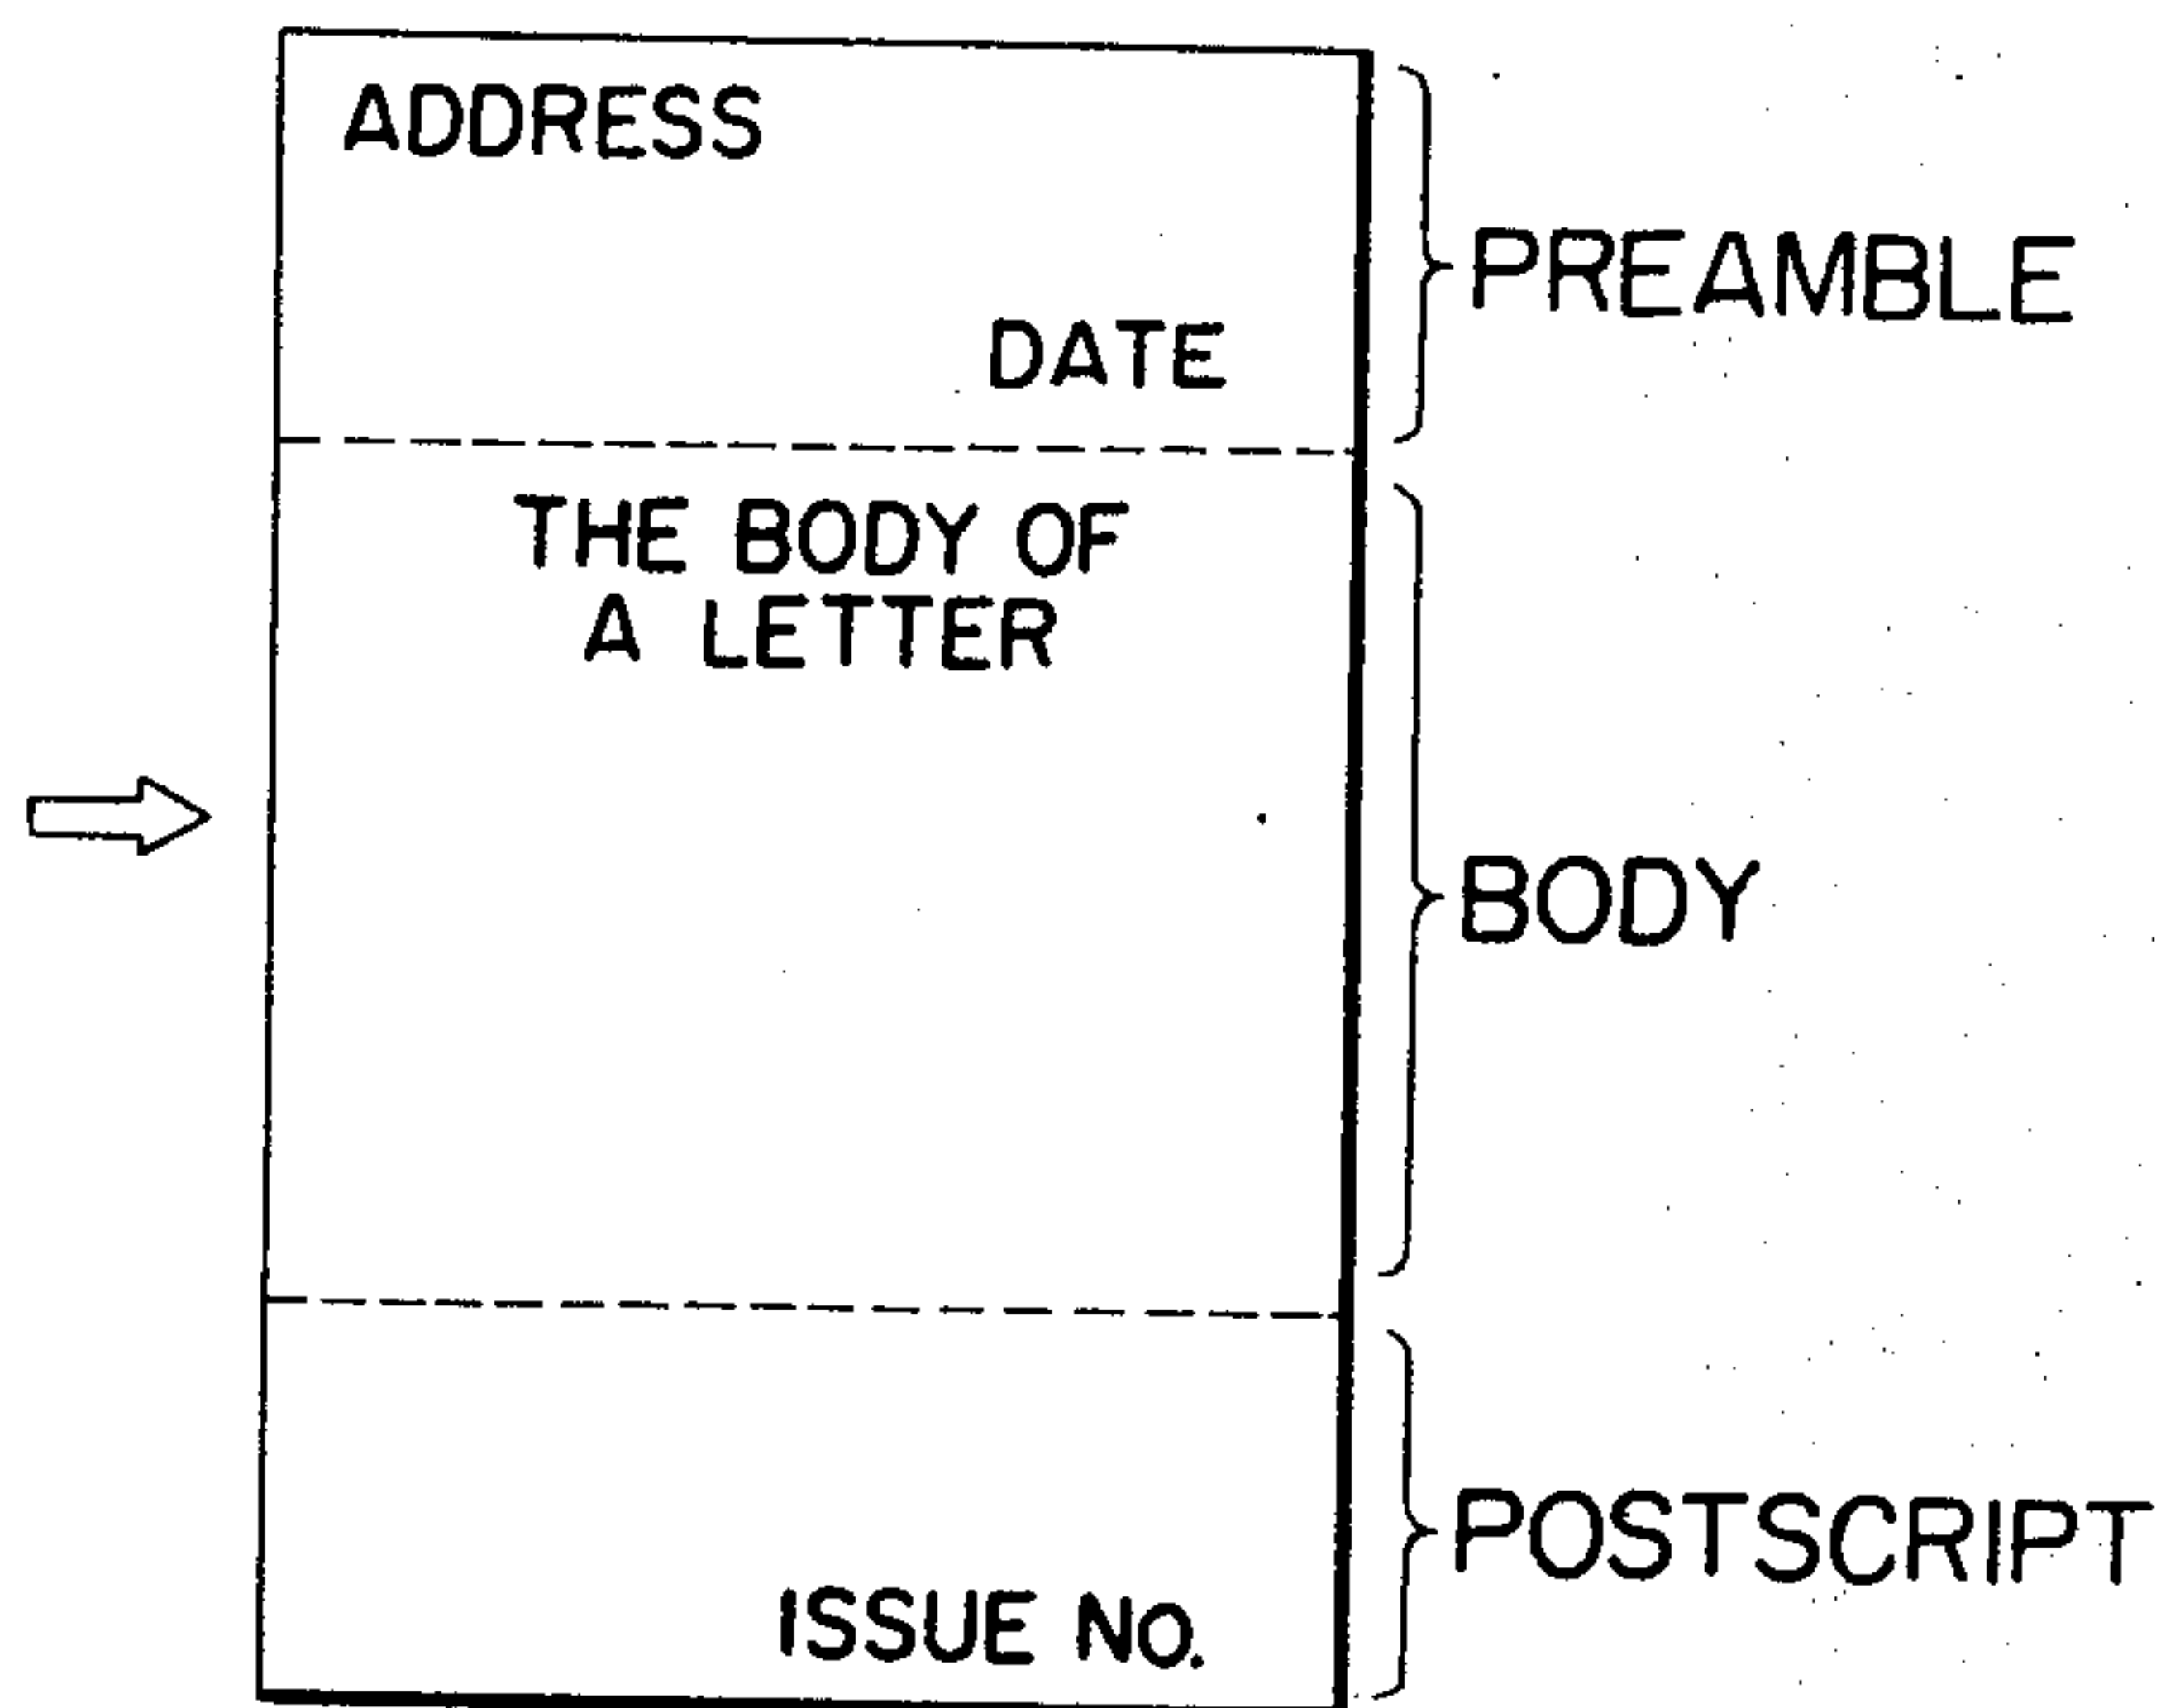 ADDRESS
PREAMBLE
DATE
THE BODY OF
A LETTER
BODY
POSTSCRIPT
ISSUE NO.